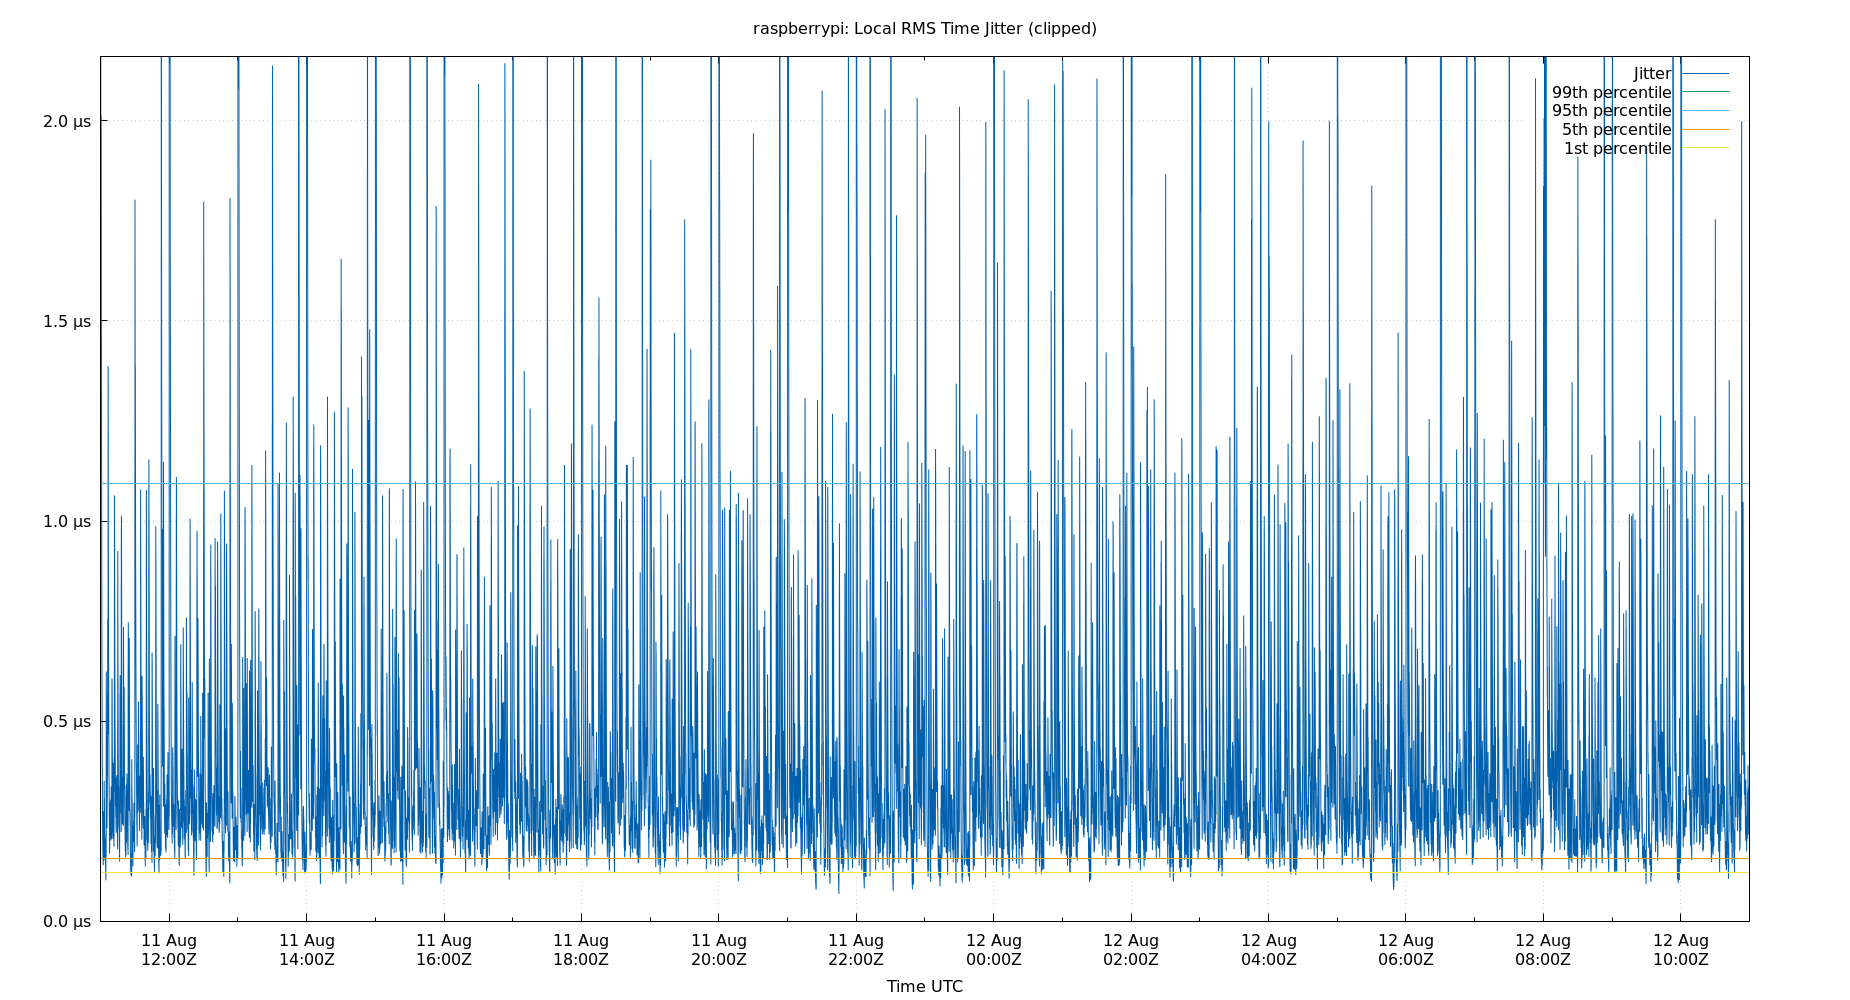 raspberrypi: Local RMS Time Jitter (clipped)
Jitter
99th percentile
95th percentile
5th percentile
1st percentile
2.0 μs
1.5 μs
1.0 μs
0.5 μs
0.0 μs
11 Aug 11 Aug 11 Aug 11 Aug 11 Aug 11 Aug 12 Aug 12 Aug 12 Aug 12 Aug 12 Aug 12 Aug
12:00Z 14:00Z 16:00Z 18:00Z 20:00Z 22:00Z 00:00Z 02:00Z 04:00Z 06:00Z 08:00Z 10:00Z
Time UTC